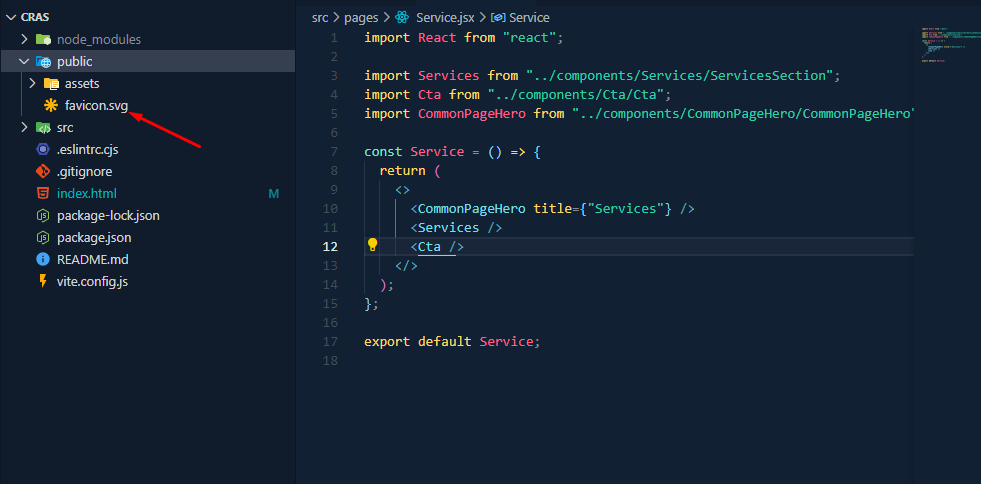 CRAS
node_modules
public
assets
favicon.svg
src
.eslintrc.cjs
.gitignore
index.html M
package-lock.json
package.json
README.md
vite.config.js
src > pages > Service.jsx > Service
1 import React from "react";
2
3 import Services from "../components/Services/ServicesSection";
4 import Cta from "../components/Cta/Cta";
5 import CommonPageHero from "../components/CommonPageHero/CommonPageHero"
6
7 const Service = () => {
8 return (
9 <>
10 <CommonPageHero title={"Services"} />
11 <Services />
12 <Cta />
13 </>
14 );
15 };
16
17 export default Service;
18